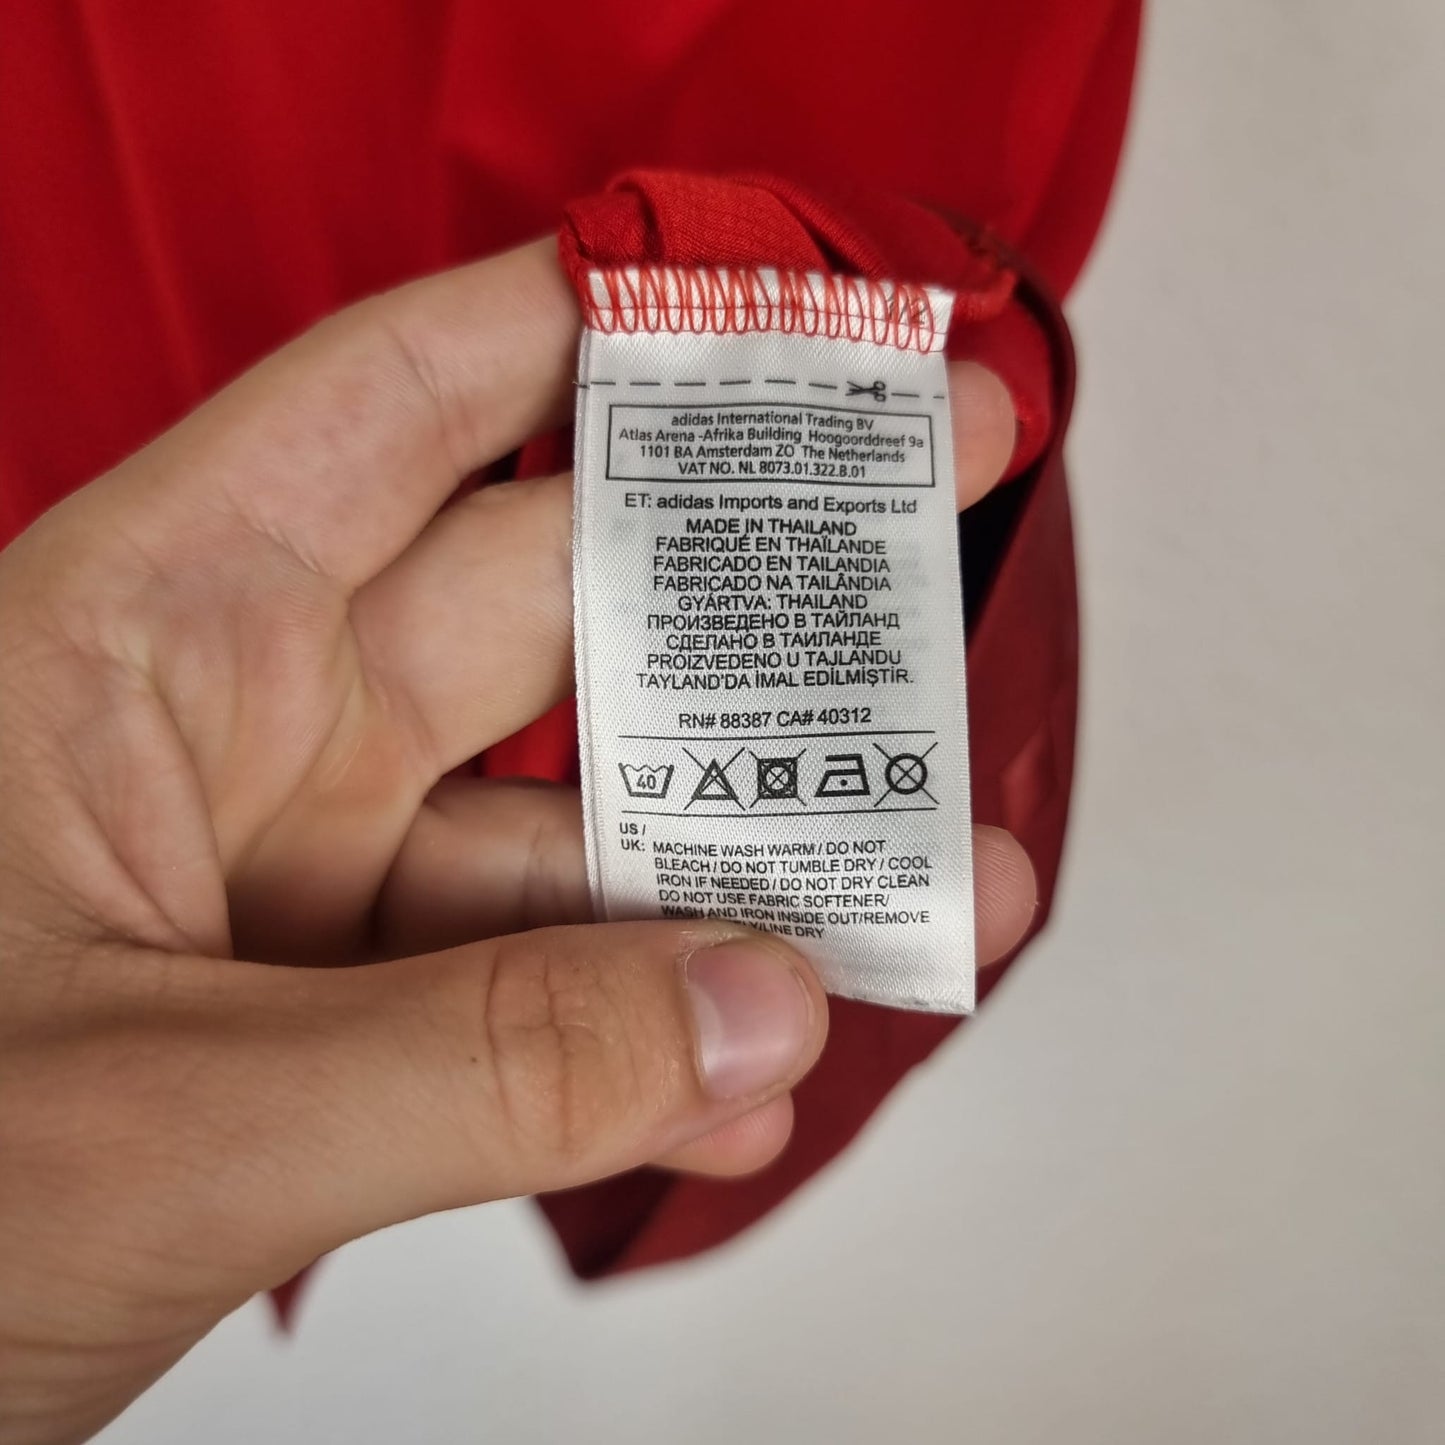 1/2
adidas International Trading BV
Atlas Arena -Afrika Building Hoogoorddreef 9a
1101 BA Amsterdam ZO The Netherlands
VAT NO. NL 8073.01.322.B.01
ET: adidas Imports and Exports Ltd
MADE IN THAILAND
FABRIQUÉ EN THAÏLANDE
FABRICADO EN TAILANDIA
FABRICADO NA TAILÂNDIA
GYÁRTVA: THAILAND
ПРОИЗВЕДЕНО В ТАЙЛАНД
СДЕЛАНО В ТАИЛАНДЕ
PROIZVEDENO U TAJLANDU
TAYLAND'DA İMAL EDİLMİŞTİR.
RN# 88387 CA# 40312
40
US /
UK: MACHINE WASH WARM / DO NOT
BLEACH / DO NOT TUMBLE DRY / COOL
IRON IF NEEDED / DO NOT DRY CLEAN
DO NOT USE FABRIC SOFTENER/
WASH AND IRON INSIDE OUT/REMOVE
/LINE DRY